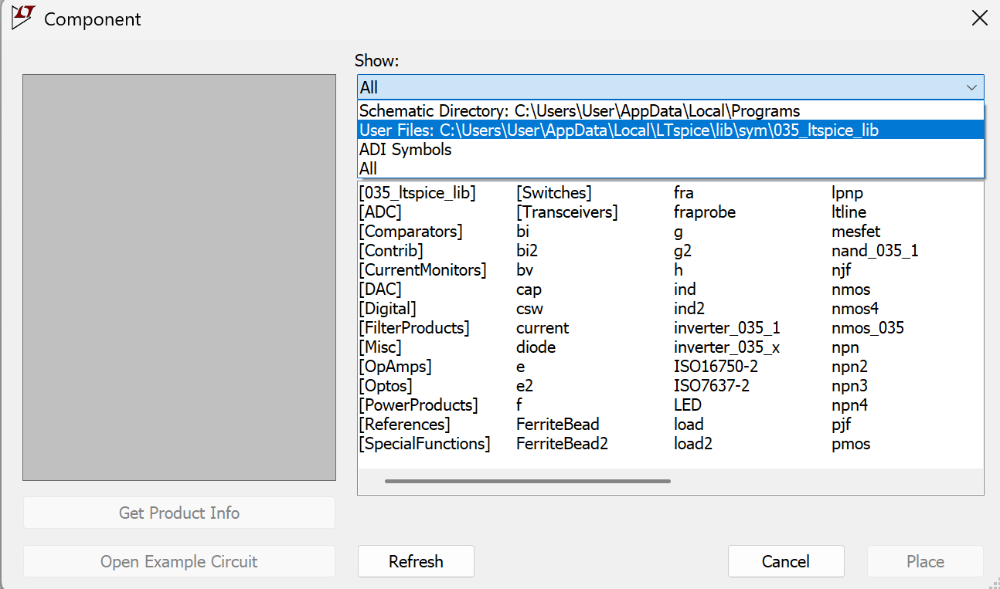 Component
Show:
All
Schematic Directory: C:\Users\User\AppData\Local\Programs
User Files: C:\Users\User\AppData\Local\LTspice\lib\sym\035_ltspice_lib
ADI Symbols
All
[035_ltspice_lib] [Switches] fra lpnp
[ADC] [Transceivers] fraprobe ltline
[Comparators] bi g mesfet
[Contrib] bi2 g2 nand_035_1
[CurrentMonitors] bv h njf
[DAC] cap ind nmos
[Digital] csw ind2 nmos4
[FilterProducts] current inverter_035_1 nmos_035
[Misc] diode inverter_035_x npn
[OpAmps] e ISO16750-2 npn2
[Optos] e2 ISO7637-2 npn3
[PowerProducts] f LED npn4
[References] FerriteBead load pjf
[SpecialFunctions] FerriteBead2 load2 pmos
Get Product Info
Open Example Circuit Refresh Cancel Place